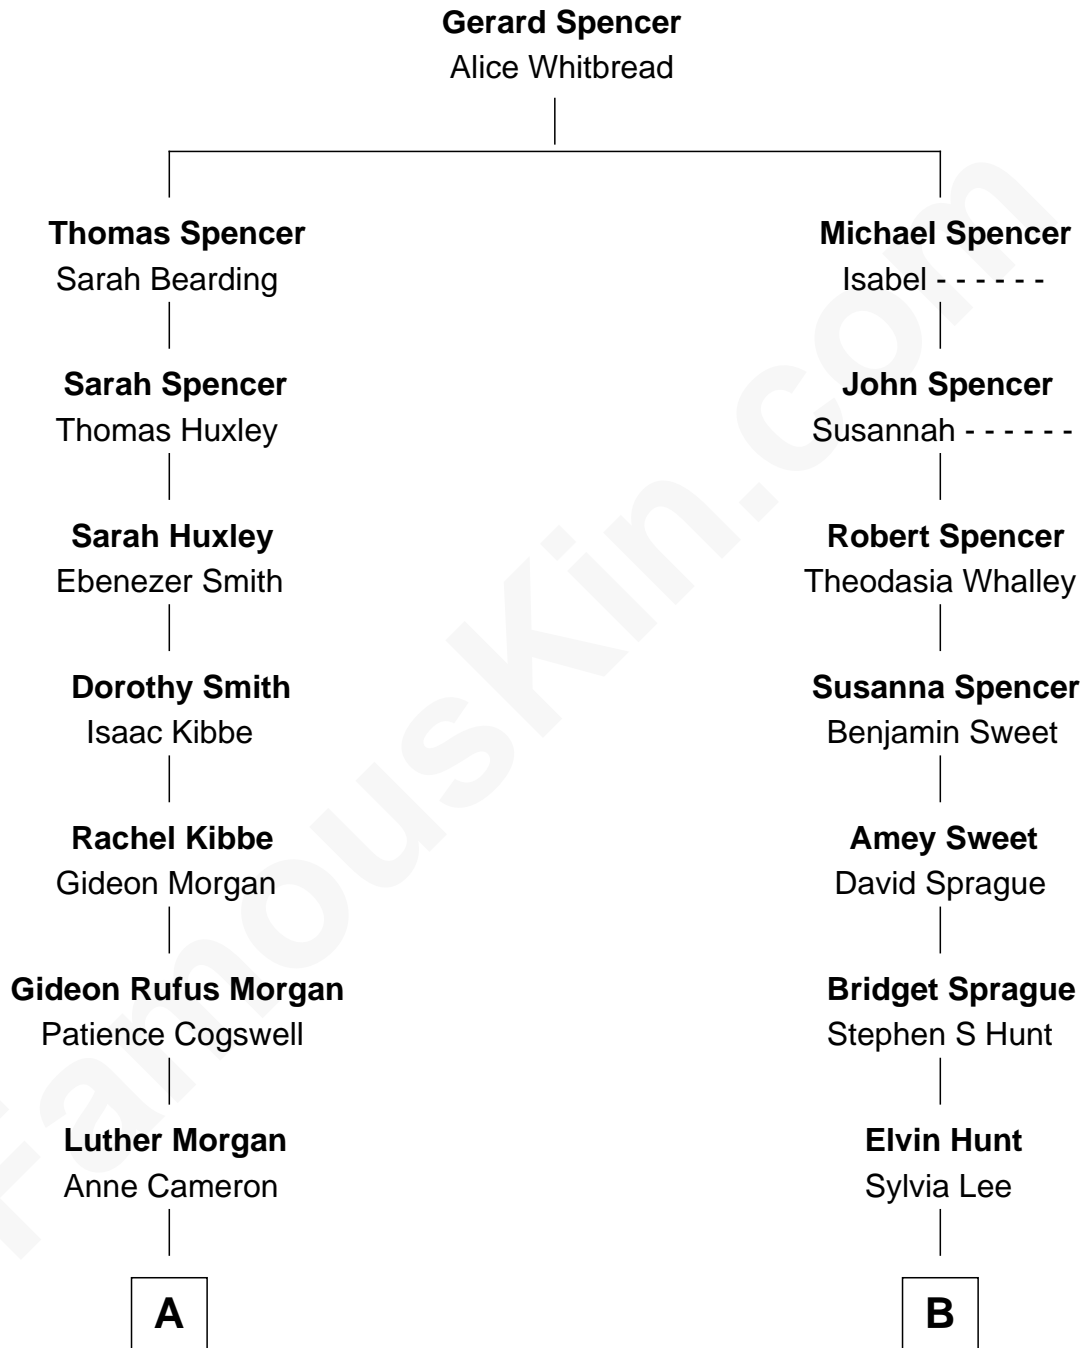 Gerard Spencer
Alice Whitbread
Thomas Spencer
Sarah Bearding
Michael Spencer
Isabel - - - - - -
Sarah Spencer
Thomas Huxley
John Spencer
Susannah - - - - - -
Sarah Huxley
Ebenezer Smith
Robert Spencer
Theodasia Whalley
Dorothy Smith
Isaac Kibbe
Susanna Spencer
Benjamin Sweet
Rachel Kibbe
Gideon Morgan
Amey Sweet
David Sprague
Gideon Rufus Morgan
Patience Cogswell
Bridget Sprague
Stephen S Hunt
Luther Morgan
Anne Cameron
Elvin Hunt
Sylvia Lee
A
B
FamousKin.com